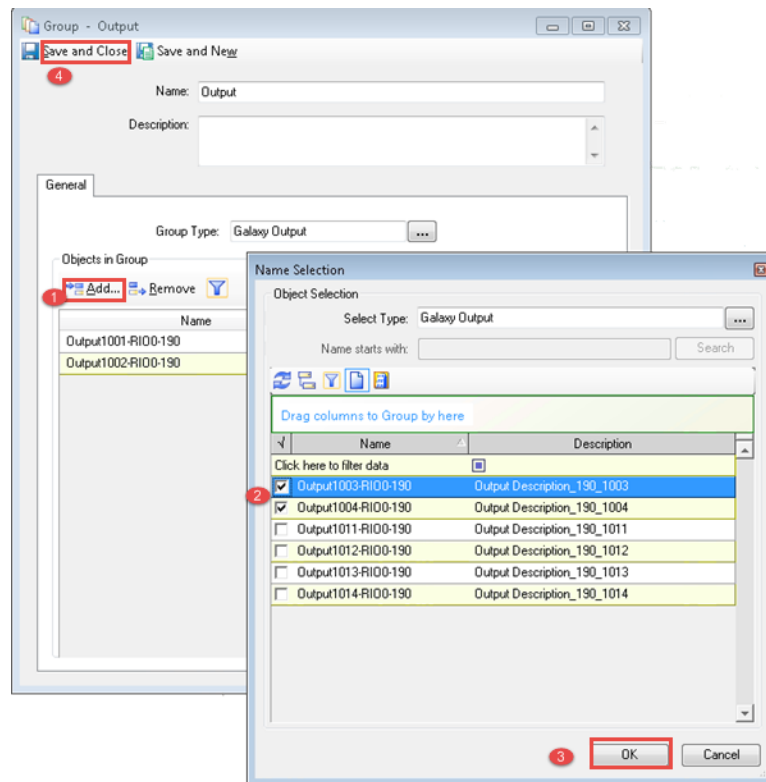 Group - Output
Save and Close Save and New
4
Name: Output
Description:
General
Group Type: Galaxy Output ...
Objects in Group
1 Add... Remove
Name
Output1001-RIO0-190
Output1002-RIO0-190
Name Selection
Object Selection
Select Type: Galaxy Output ...
Name starts with: Search
Drag columns to Group by here
√ Name Description
Click here to filter data
2
Output1003-RIO0-190 Output Description_190_1003
Output1004-RIO0-190 Output Description_190_1004
Output1011-RIO0-190 Output Description_190_1011
Output1012-RIO0-190 Output Description_190_1012
Output1013-RIO0-190 Output Description_190_1013
Output1014-RIO0-190 Output Description_190_1014
3 OK Cancel